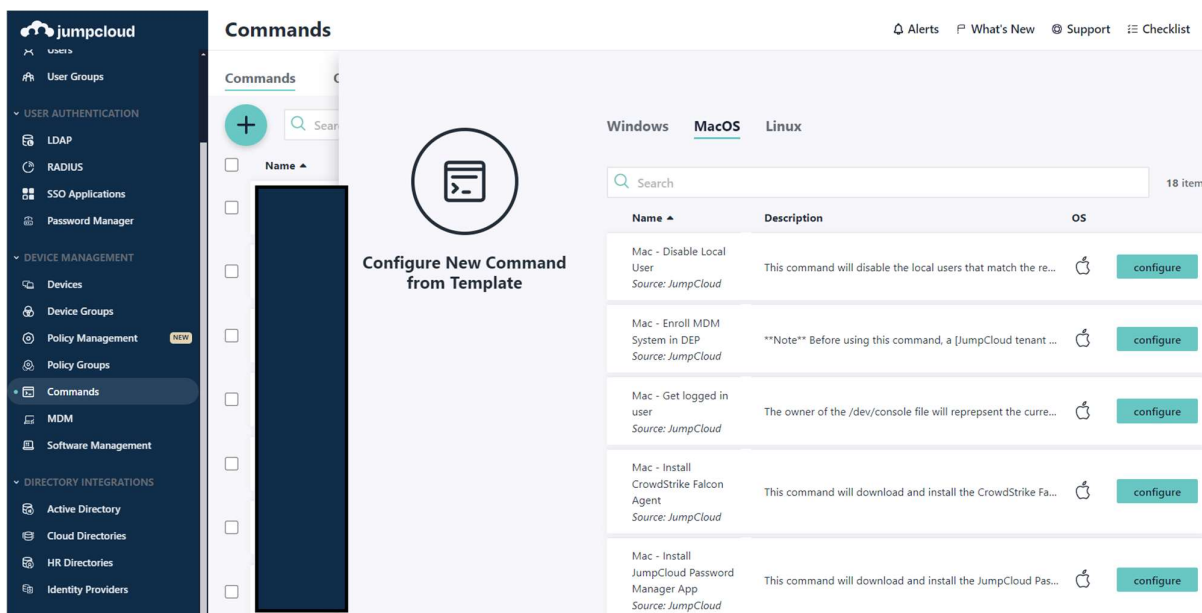 jumpcloud
Users
User Groups
USER AUTHENTICATION
LDAP
RADIUS
SSO Applications
Password Manager
DEVICE MANAGEMENT
Devices
Device Groups
Policy Management NEW
Policy Groups
Commands
MDM
Software Management
DIRECTORY INTEGRATIONS
Active Directory
Cloud Directories
HR Directories
Identity Providers
Commands
Alerts What's New Support Checklist
Commands
Sear
Name
Configure New Command
from Template
Windows MacOS Linux
Search
18 item
Name Description OS
Mac - Disable Local
User
Source: JumpCloud
This command will disable the local users that match the re...
configure
Mac - Enroll MDM
System in DEP
Source: JumpCloud
**Note** Before using this command, a [JumpCloud tenant ...
configure
Mac - Get logged in
user
Source: JumpCloud
The owner of the /dev/console file will reprepsent the curre...
configure
Mac - Install
CrowdStrike Falcon
Agent
Source: JumpCloud
This command will download and install the CrowdStrike Fa...
configure
Mac - Install
JumpCloud Password
Manager App
Source: JumpCloud
This command will download and install the JumpCloud Pas...
configure